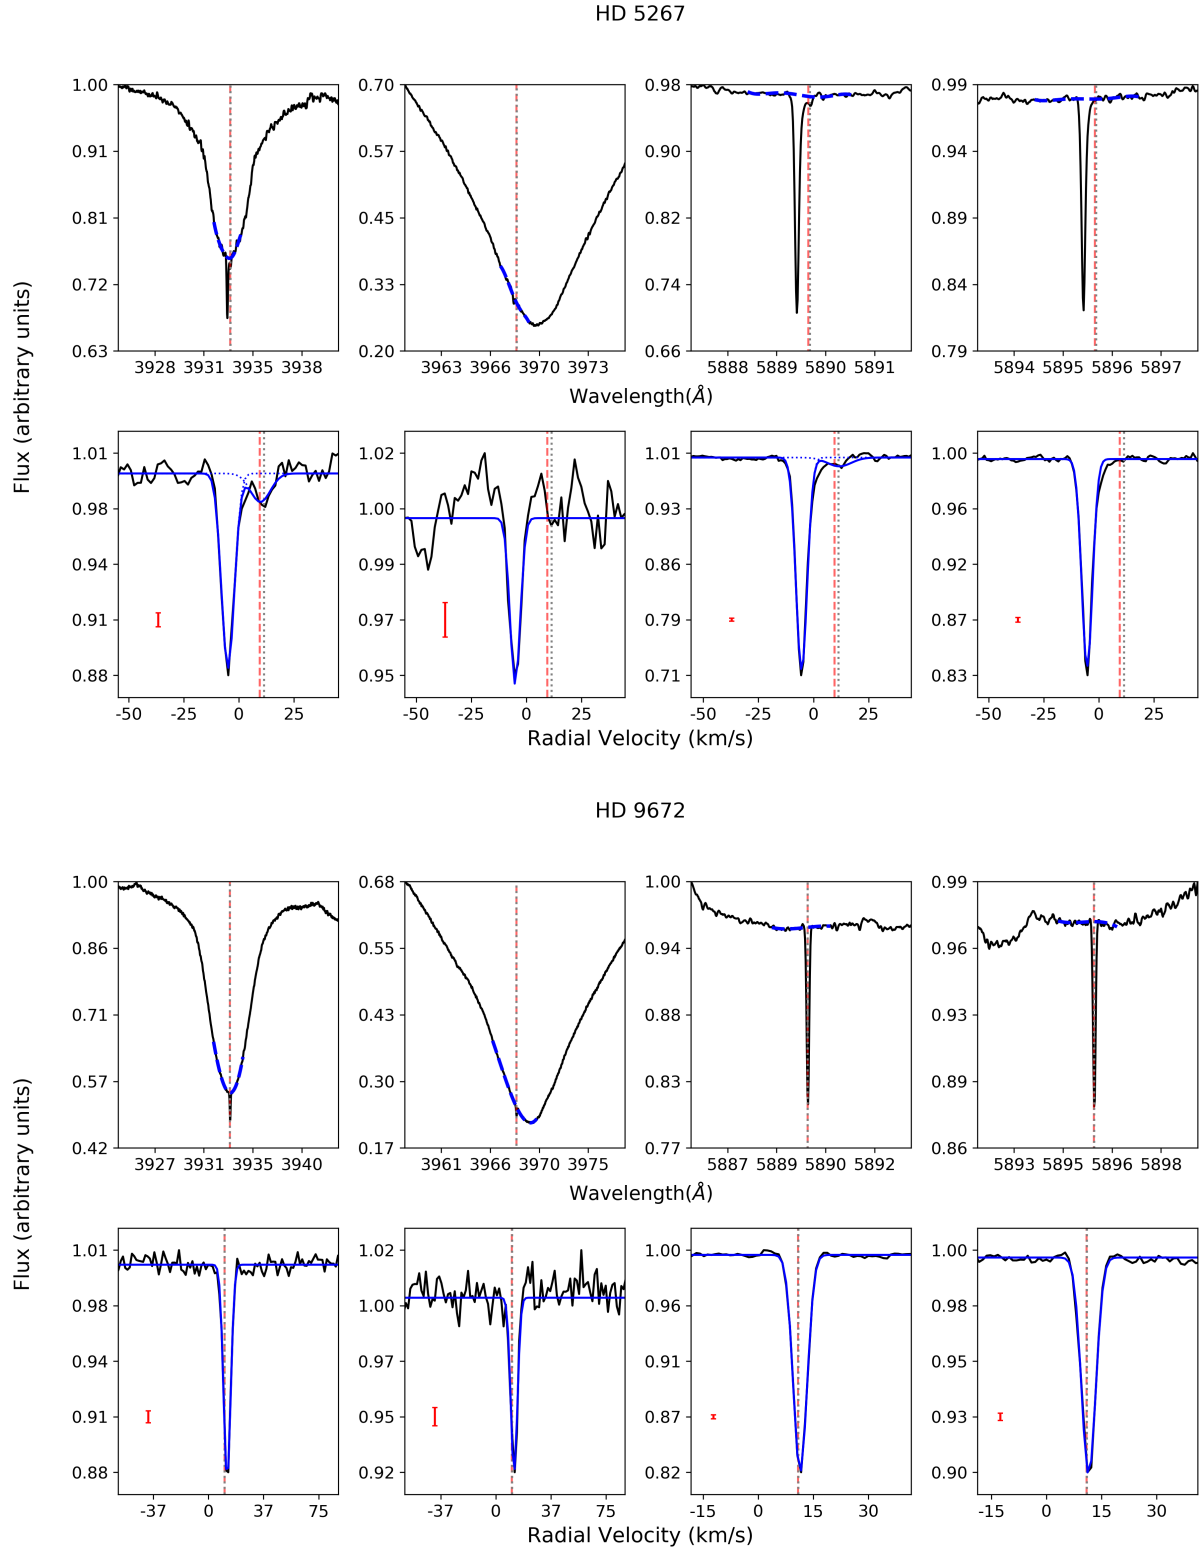 HD 5267
Flux (arbitrary units)
1.00 0.91 0.81 0.72 0.63
3928 3931 3935 3938
0.70 0.57 0.45 0.33 0.20
3963 3966 3970 3973
0.98 0.90 0.82 0.74 0.66
5888 5889 5890 5891
0.99 0.94 0.89 0.84 0.79
5894 5895 5896 5897
Wavelength(Å)
1.01 0.98 0.94 0.91 0.88
-50 -25 0 25
1.02 1.00 0.99 0.97 0.95
-50 -25 0 25
1.01 0.93 0.86 0.79 0.71
-50 -25 0 25
1.00 0.96 0.92 0.87 0.83
-50 -25 0 25
Radial Velocity (km/s)
HD 9672
Flux (arbitrary units)
1.00 0.86 0.71 0.57 0.42
3927 3931 3935 3940
0.68 0.55 0.43 0.30 0.17
3961 3966 3970 3975
1.00 0.94 0.88 0.83 0.77
5887 5889 5890 5892
0.99 0.96 0.93 0.89 0.86
5893 5895 5896 5898
Wavelength(Å)
1.01 0.98 0.94 0.91 0.88
-37 0 37 75
1.02 1.00 0.97 0.95 0.92
-37 0 37 75
1.00 0.96 0.91 0.87 0.82
-15 0 15 30
1.00 0.98 0.95 0.93 0.90
-15 0 15 30
Radial Velocity (km/s)